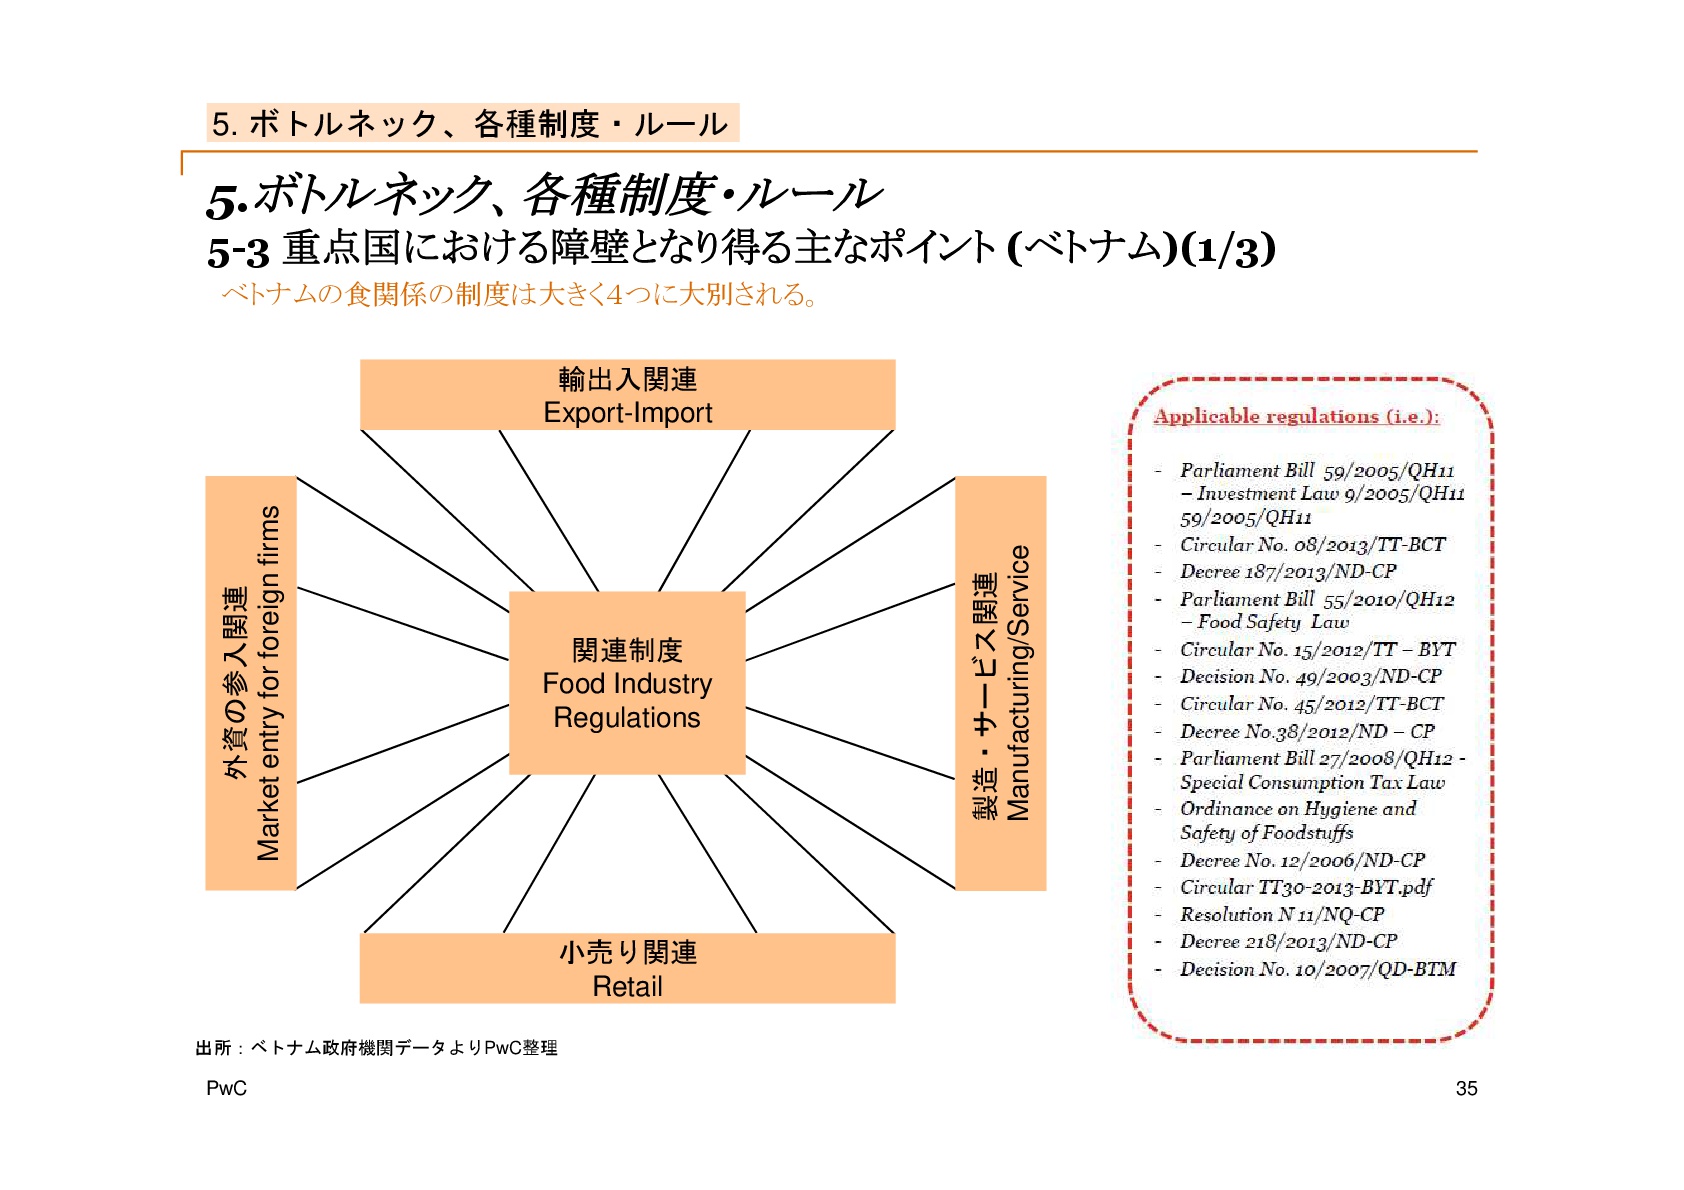 5. ボトルネック、各種制度・ルール
5.ボトルネック、各種制度・ルール
5-3 重点国における障壁となり得る主なポイント (ベトナム)(1/3)
ベトナムの食関係の制度は大きく4つに大別される。
輸出入関連
Export-Import
外資の参入関連
Market entry for foreign firms
関連制度
Food Industry
Regulations
製造・サービス関連
Manufacturing/Service
小売り関連
Retail
Applicable regulations (i.e.):
- Parliament Bill 59/2005/QH11
– Investment Law 9/2005/QH11
59/2005/QH11
- Circular No. 08/2013/TT-BCT
- Decree 187/2013/ND-CP
- Parliament Bill 55/2010/QH12
– Food Safety Law
- Circular No. 15/2012/TT – BYT
- Decision No. 49/2003/ND-CP
- Circular No. 45/2012/TT-BCT
- Decree No.38/2012/ND – CP
- Parliament Bill 27/2008/QH12 -
Special Consumption Tax Law
- Ordinance on Hygiene and
Safety of Foodstuffs
- Decree No. 12/2006/ND-CP
- Circular TT30-2013-BYT.pdf
- Resolution N 11/NQ-CP
- Decree 218/2013/ND-CP
- Decision No. 10/2007/QD-BTM
出所：ベトナム政府機関データよりPwC整理
PwC
35